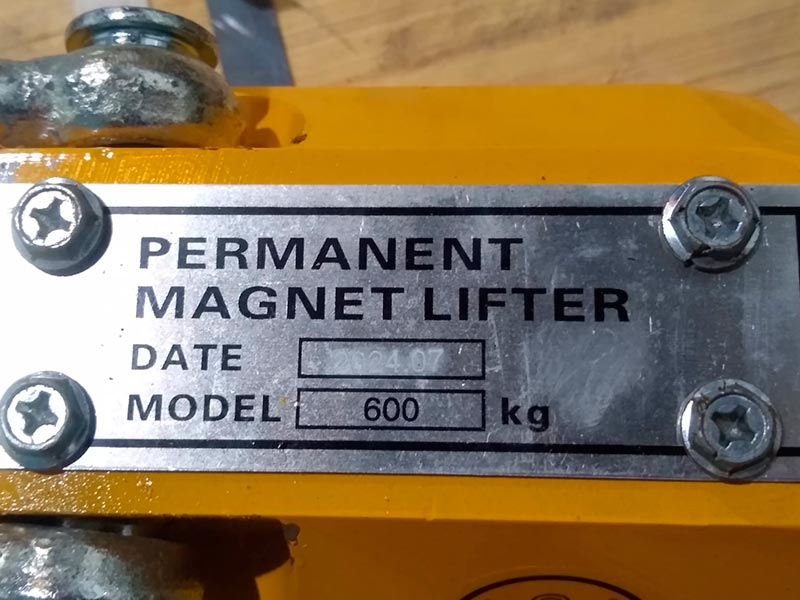 PERMANENT
MAGNET LIFTER
DATE 2024.07
MODEL 600 kg